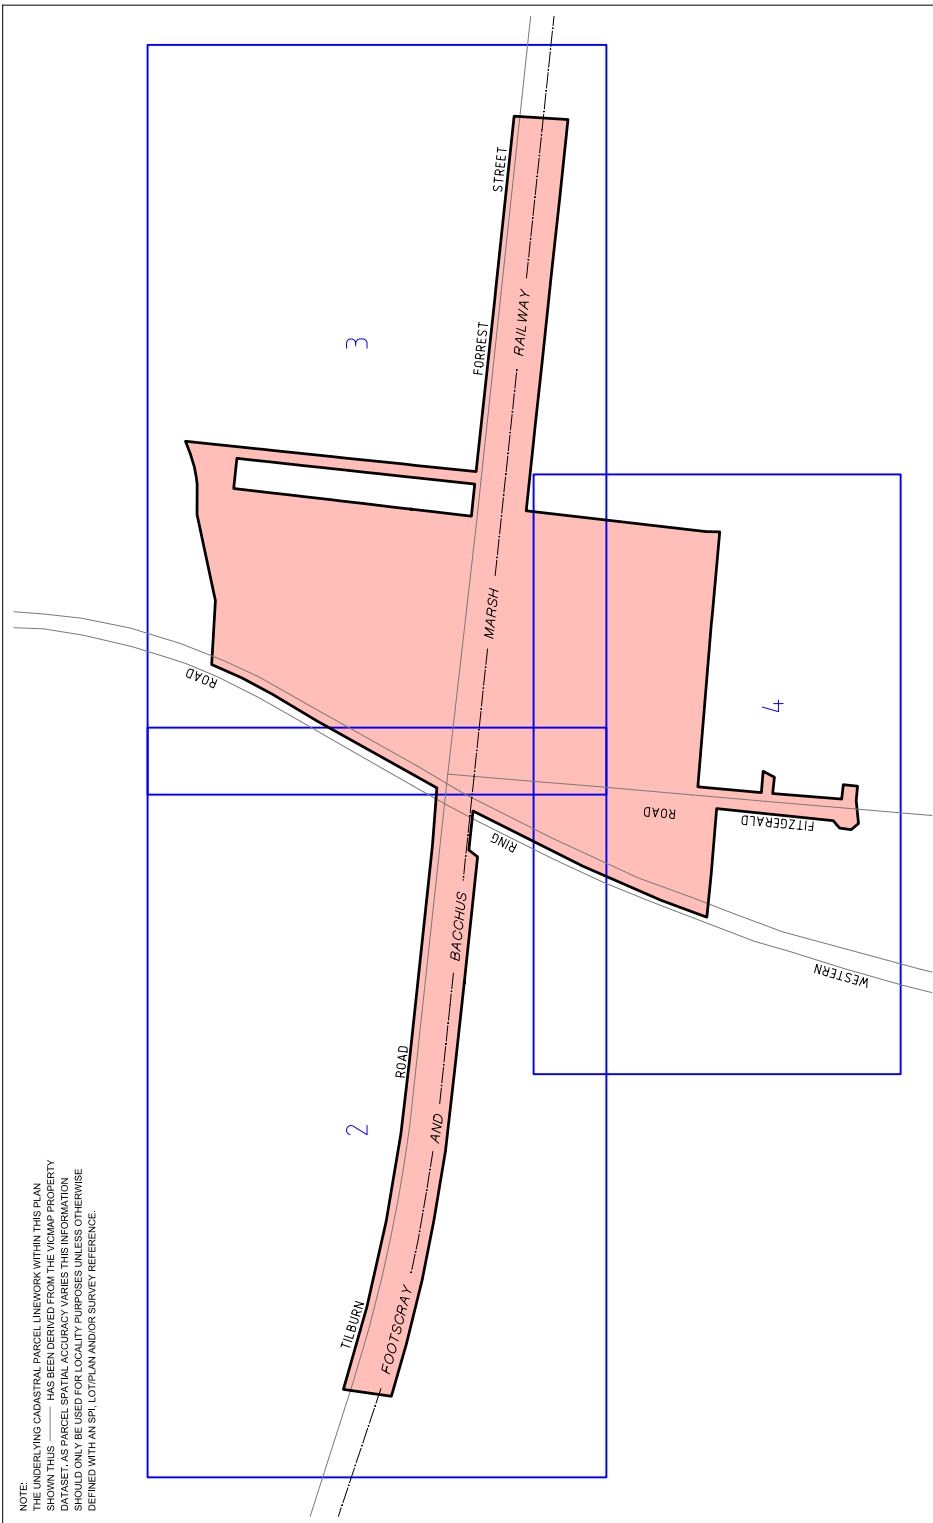 NOTE:
THE UNDERLYING CADASTRAL PARCEL LINEWORK WITHIN THIS PLAN
SHOWN THUS ——— HAS BEEN DERIVED FROM THE VICMAP PROPERTY
DATASET. AS PARCEL SPATIAL ACCURACY VARIES THIS INFORMATION
SHOULD ONLY BE USED FOR LOCALITY PURPOSES UNLESS OTHERWISE
DEFINED WITH AN SPI, LOT/PLAN AND/OR SURVEY REFERENCE.
2
3
4
TILBURN ROAD
FORREST STREET
FOOTSCRAY AND BACCHUS MARSH RAILWAY
WESTERN RING ROAD
FITZGERALD ROAD